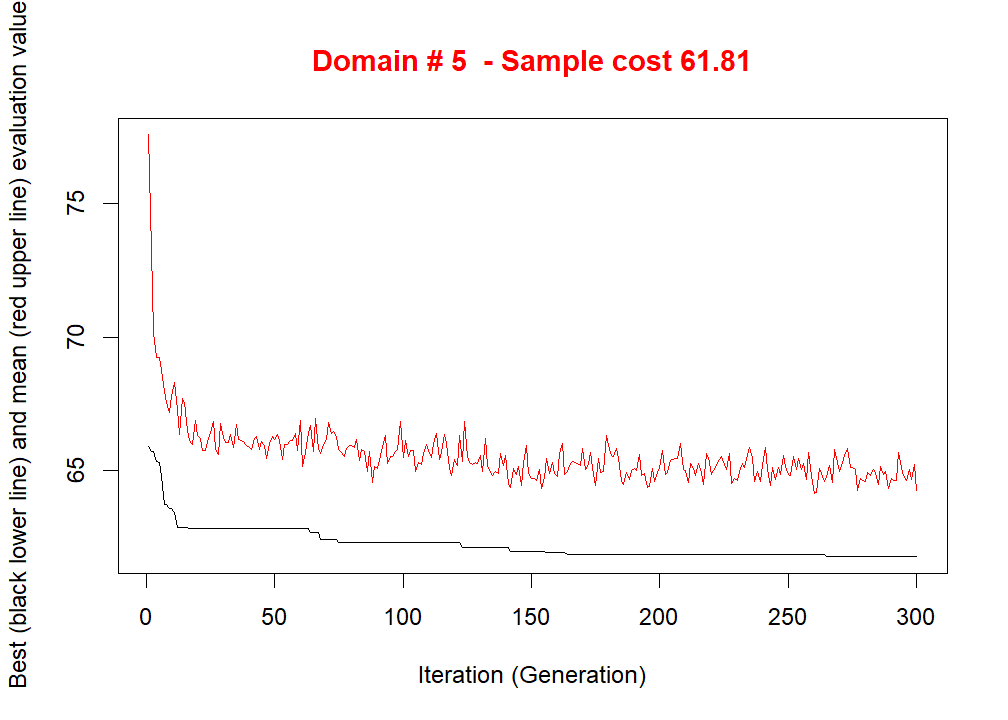 Domain # 5  - Sample cost 61.81
Best (black lower line) and mean (red upper line) evaluation value
75
70
65
0 50 100 150 200 250 300
Iteration (Generation)